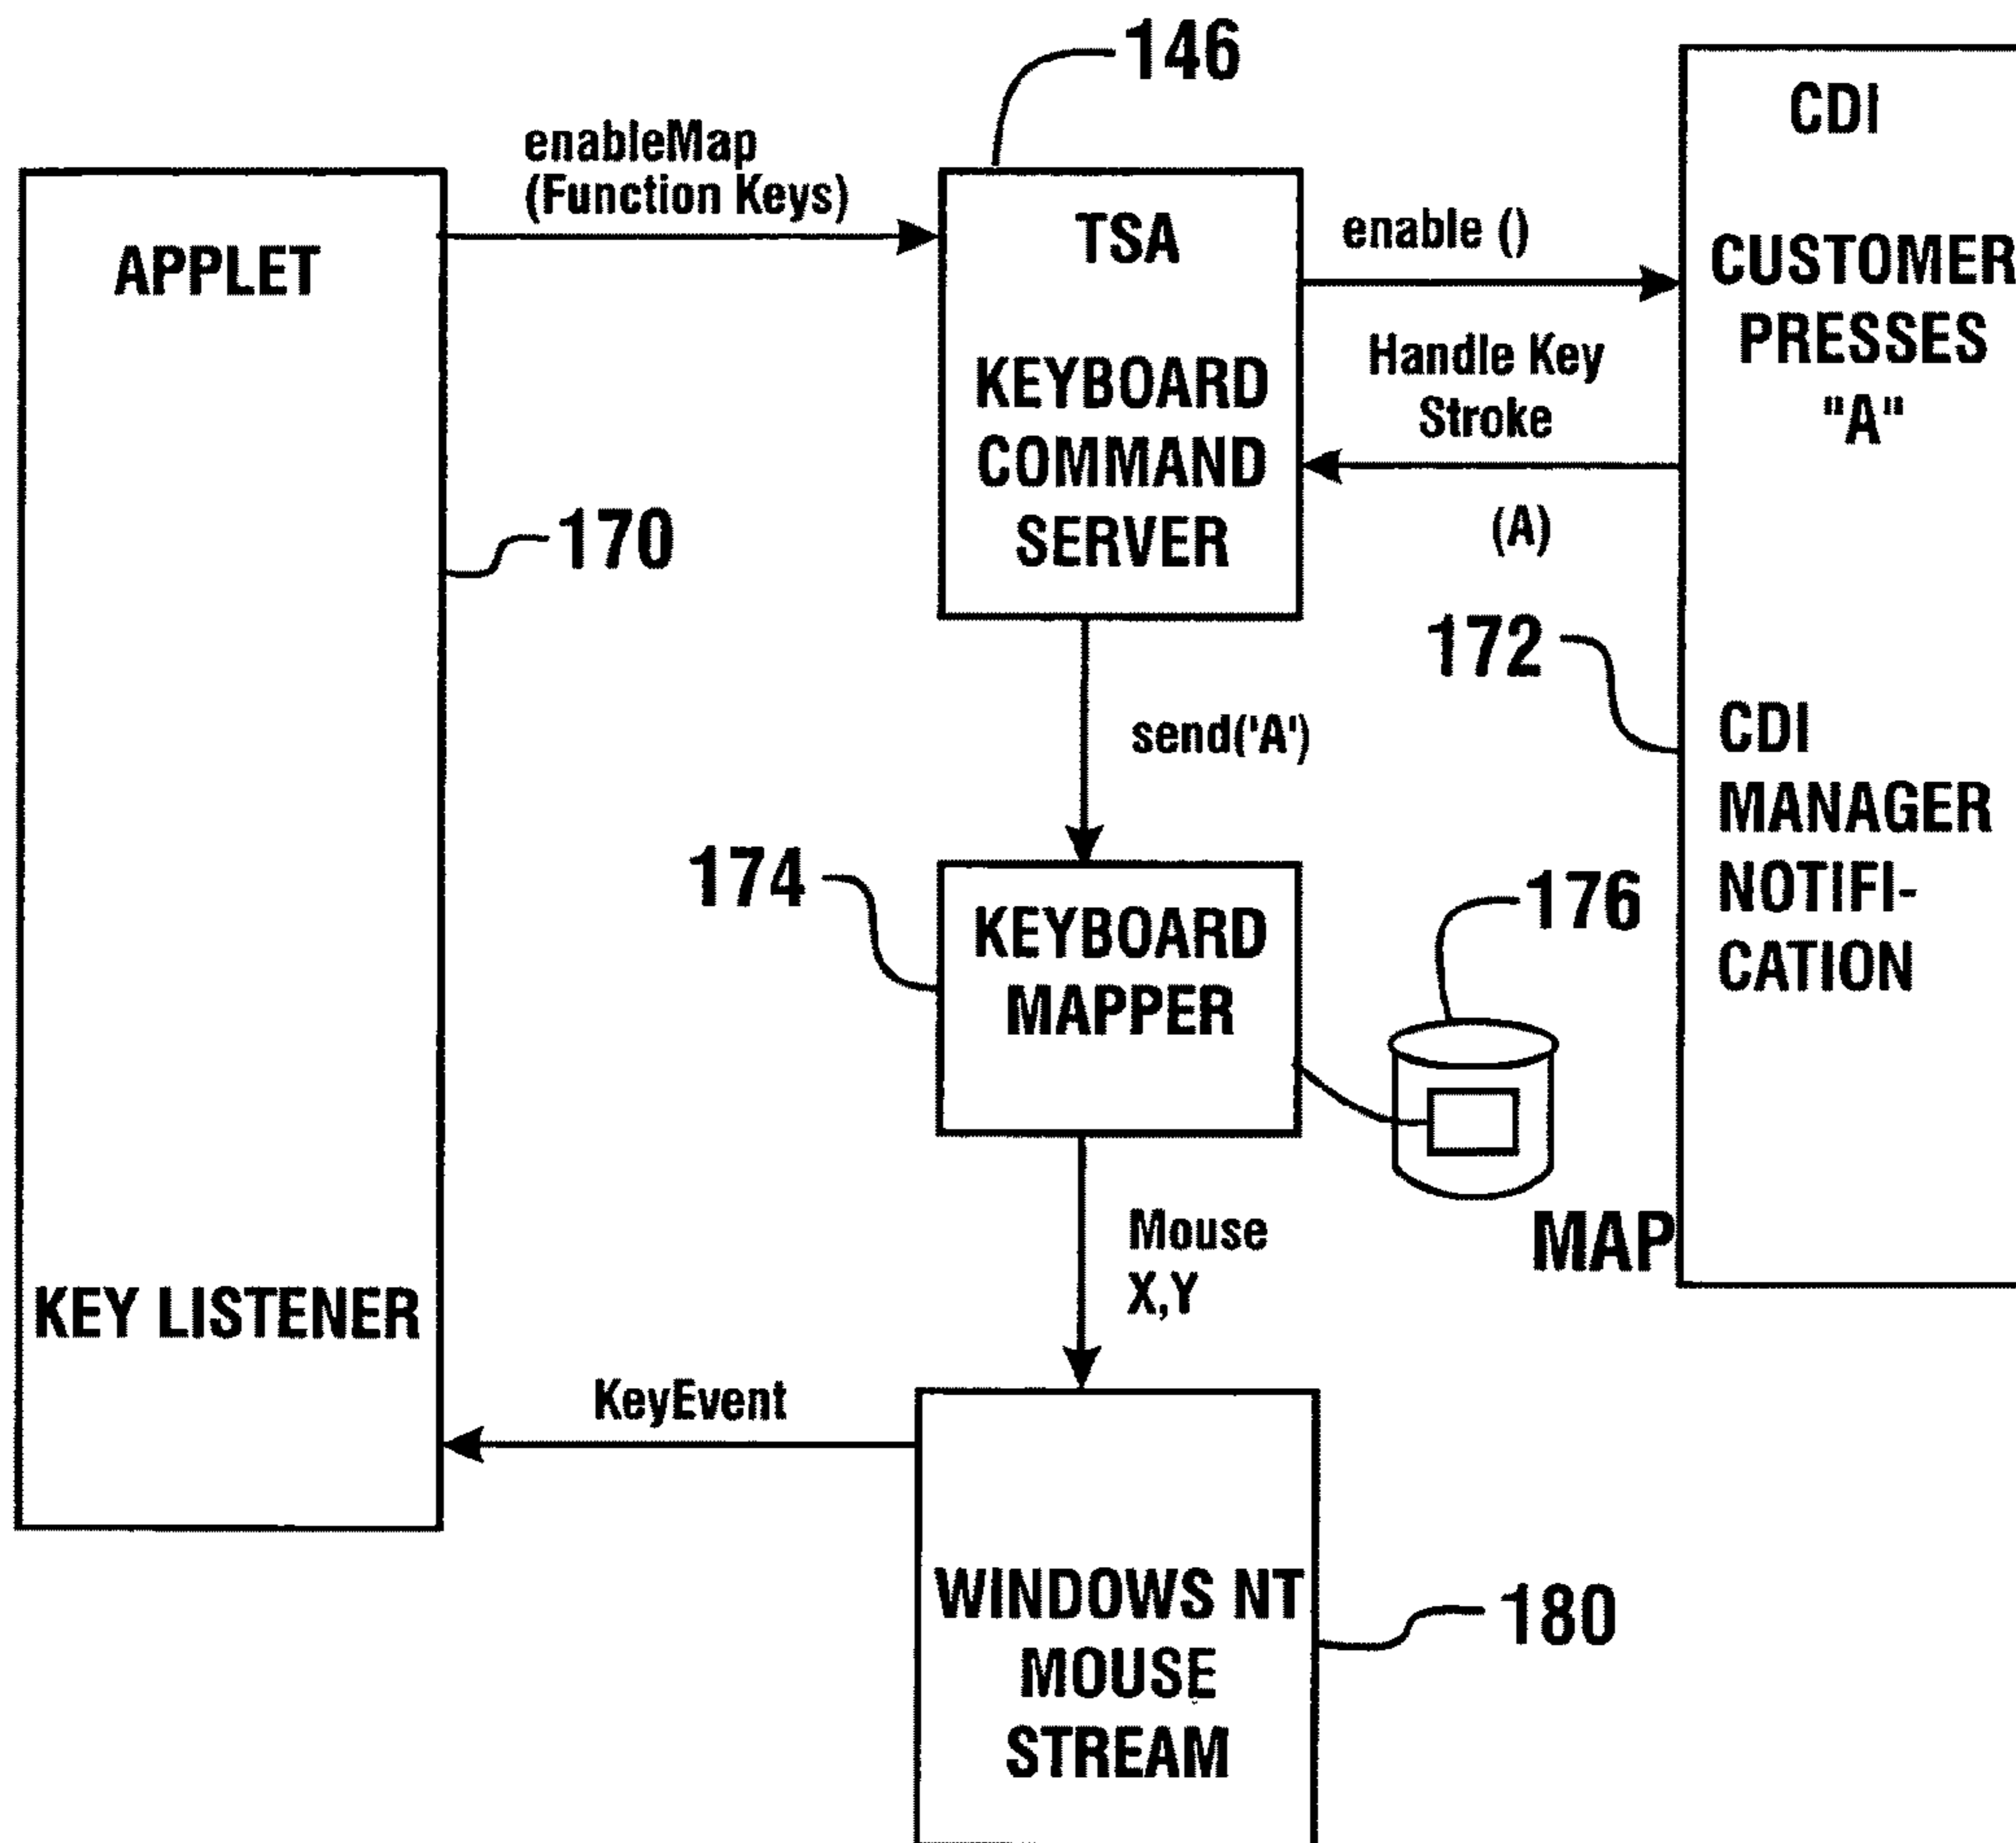 146
CDI
enableMap
(Function Keys)
APPLET
TSA
enable ()
CUSTOMER
PRESSES
"A"
KEYBOARD
COMMAND
SERVER
Handle Key
Stroke
(A)
170
172
send('A')
CDI
MANAGER
NOTIFI-
CATION
174
KEYBOARD
MAPPER
176
MAP
Mouse
X,Y
KEY LISTENER
KeyEvent
WINDOWS NT
MOUSE
STREAM
180